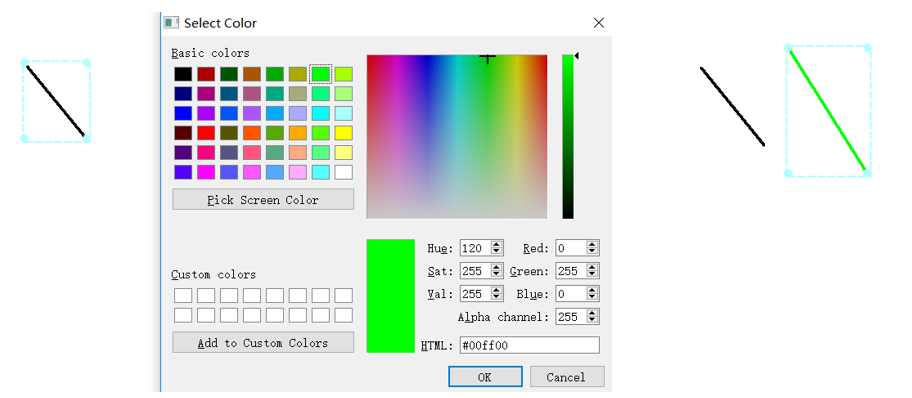 Select Color
Basic colors
Pick Screen Color
Custom colors
Add to Custom Colors
Hue: 120 Red: 0
Sat: 255 Green: 255
Val: 255 Blue: 0
Alpha channel: 255
HTML: #00ff00
OK Cancel